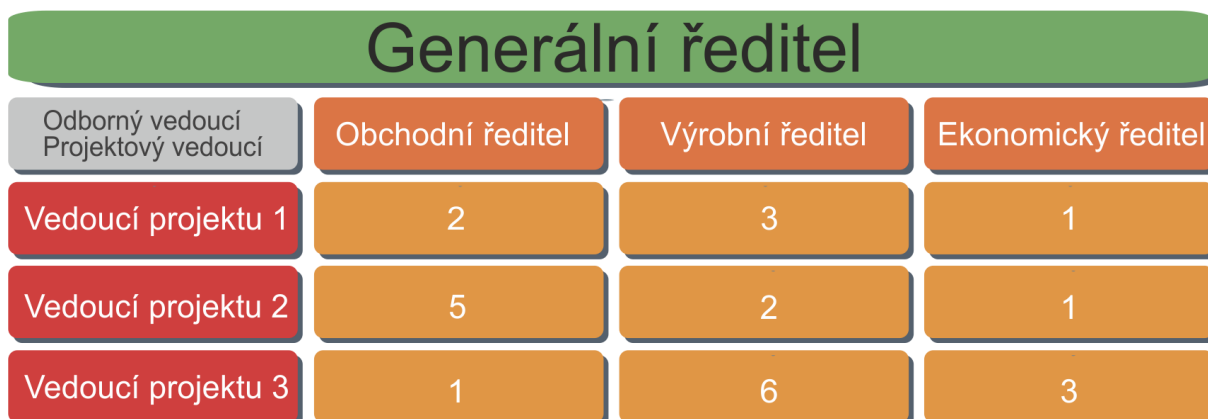 Generální ředitel
Odborný vedoucí
Projektový vedoucí
Obchodní ředitel
Výrobní ředitel
Ekonomický ředitel
Vedoucí projektu 1
2
3
1
Vedoucí projektu 2
5
2
1
Vedoucí projektu 3
1
6
3